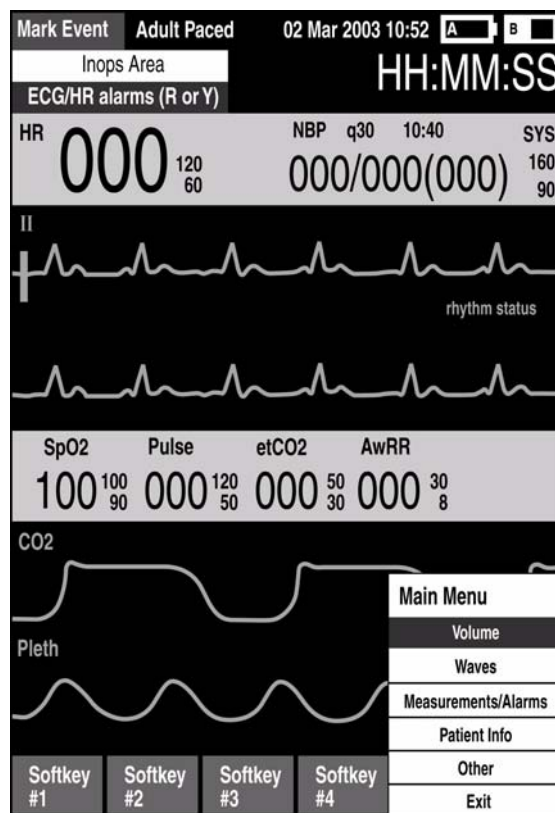 Mark Event Adult Paced 02 Mar 2003 10:52 A B
Inops Area
HH:MM:SS
ECG/HR alarms (R or Y)
HR 000 120 60 NBP q30 10:40 000/000(000) SYS 160 90
II
rhythm status
SpO2 Pulse etCO2 AwRR
100 100 90 000 120 50 000 50 30 000 30 8
CO2
Pleth
Main Menu
Volume
Waves
Measurements/Alarms
Patient Info
Other
Exit
Softkey #1
Softkey #2
Softkey #3
Softkey #4